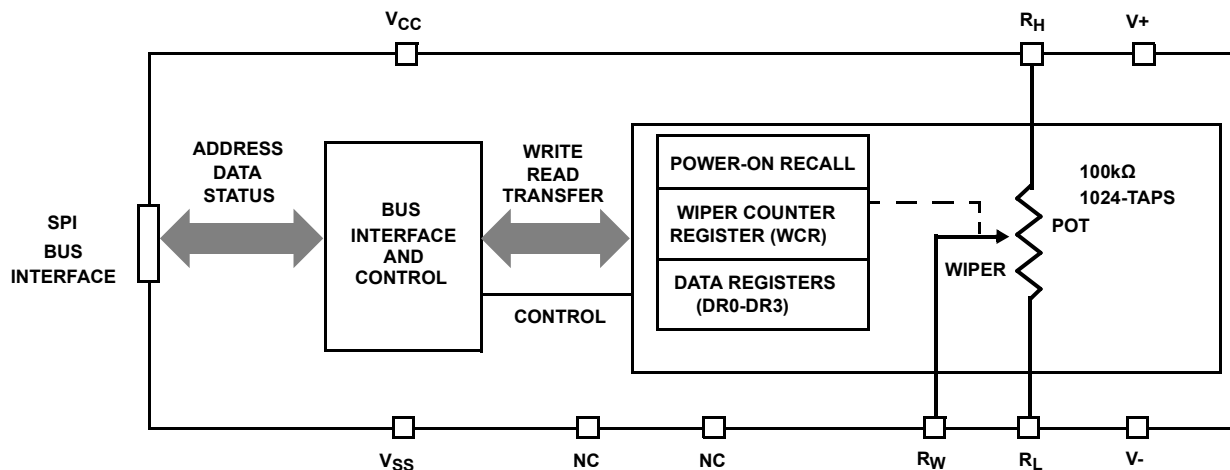 VCC
RH
V+
ADDRESS
DATA
STATUS
WRITE
READ
TRANSFER
POWER-ON RECALL
WIPER COUNTER
REGISTER (WCR)
DATA REGISTERS
(DR0-DR3)
100kΩ
1024-TAPS
POT
WIPER
SPI
BUS
INTERFACE
BUS
INTERFACE
AND
CONTROL
CONTROL
VSS
NC
NC
RW
RL
V-